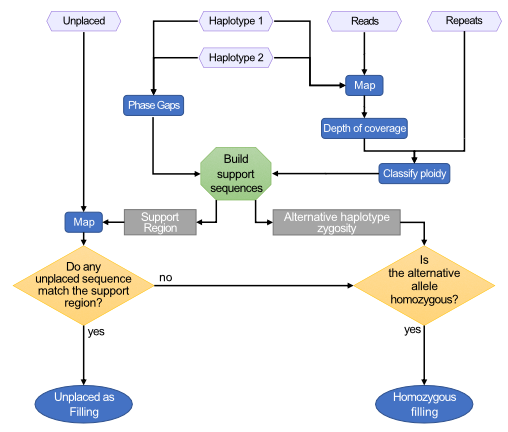 Unplaced
Haplotype 1
Reads
Repeats
Haplotype 2
Map
Phase Gaps
Depth of coverage
Build
support
sequences
Classify ploidy
Map
Support
Region
Alternative haplotype
zygosity
Do any
unplaced sequence
match the support
region?
no
Is
the alternative
allele
homozygous?
yes
yes
Unplaced as
Filling
Homozygous
filling